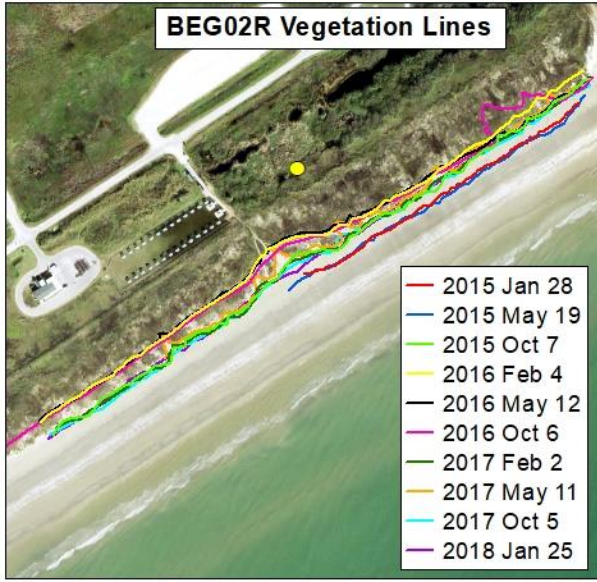 BEG02R Vegetation Lines
2015 Jan 28
2015 May 19
2015 Oct 7
2016 Feb 4
2016 May 12
2016 Oct 6
2017 Feb 2
2017 May 11
2017 Oct 5
2018 Jan 25